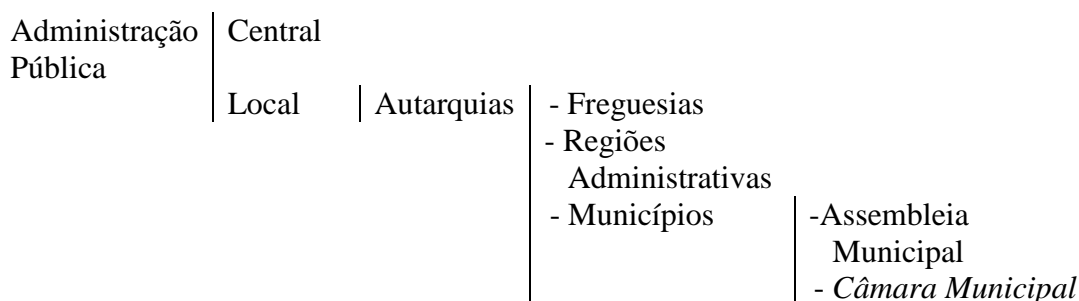 Administração Central
Pública
Local Autarquias - Freguesias
- Regiões
Administrativas
- Municípios -Assembleia
Municipal
- Câmara Municipal